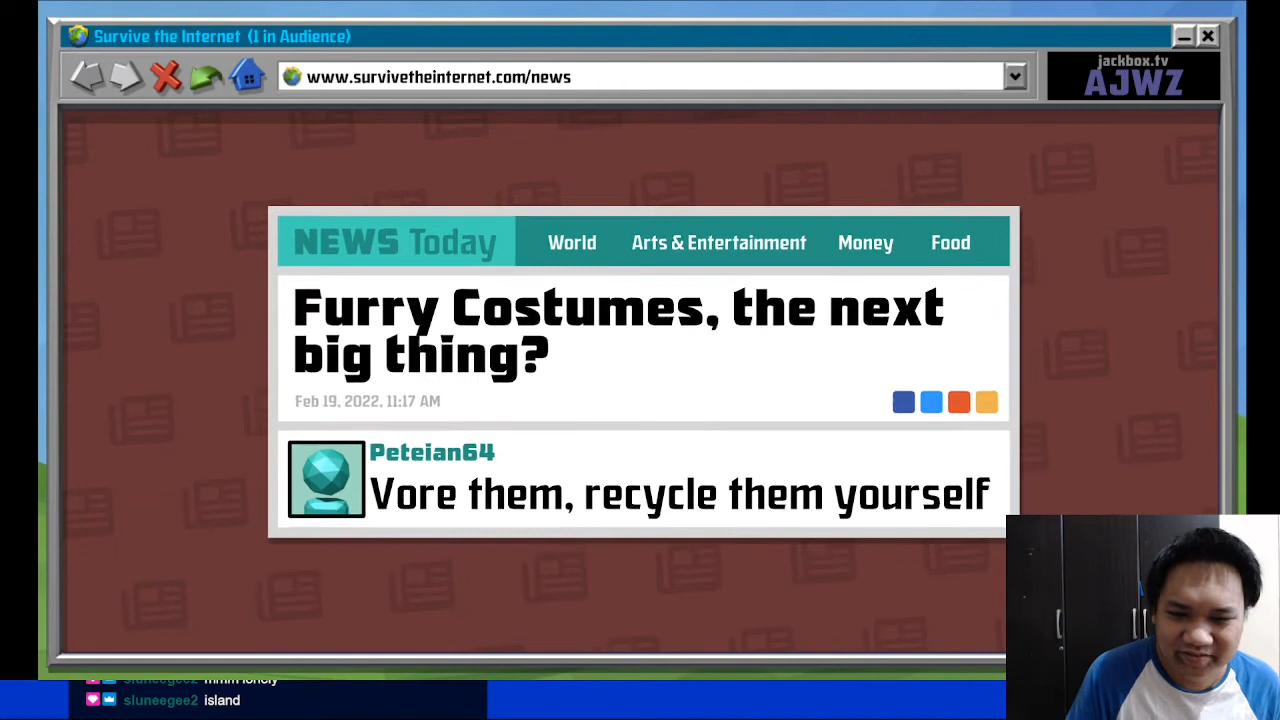 Survive the Internet (1 in Audience)
www.survivetheinternet.com/news
jackbox.tv
AJWZ
NEWS Today World Arts & Entertainment Money Food
Furry Costumes, the next
big thing?
Feb 19, 2022, 11:17 AM
Peteian64
Vore them, recycle them yourself
sluneegee2 mmm lonely
sluneegee2 island